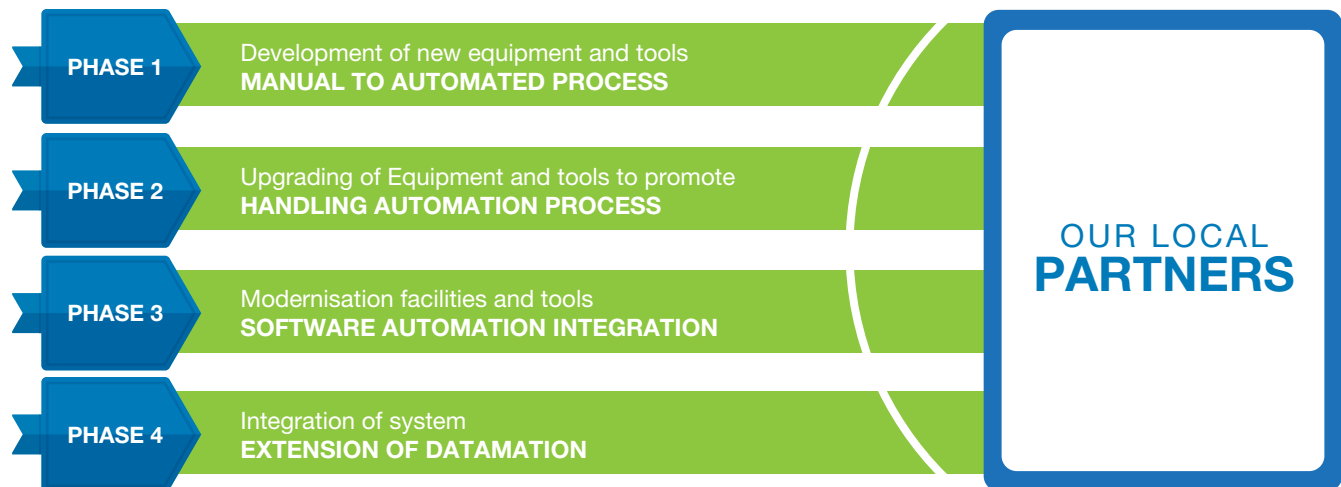 PHASE 1
Development of new equipment and tools
MANUAL TO AUTOMATED PROCESS
PHASE 2
Upgrading of Equipment and tools to promote
HANDLING AUTOMATION PROCESS
PHASE 3
Modernisation facilities and tools
SOFTWARE AUTOMATION INTEGRATION
PHASE 4
Integration of system
EXTENSION OF DATAMATION
OUR LOCAL
PARTNERS